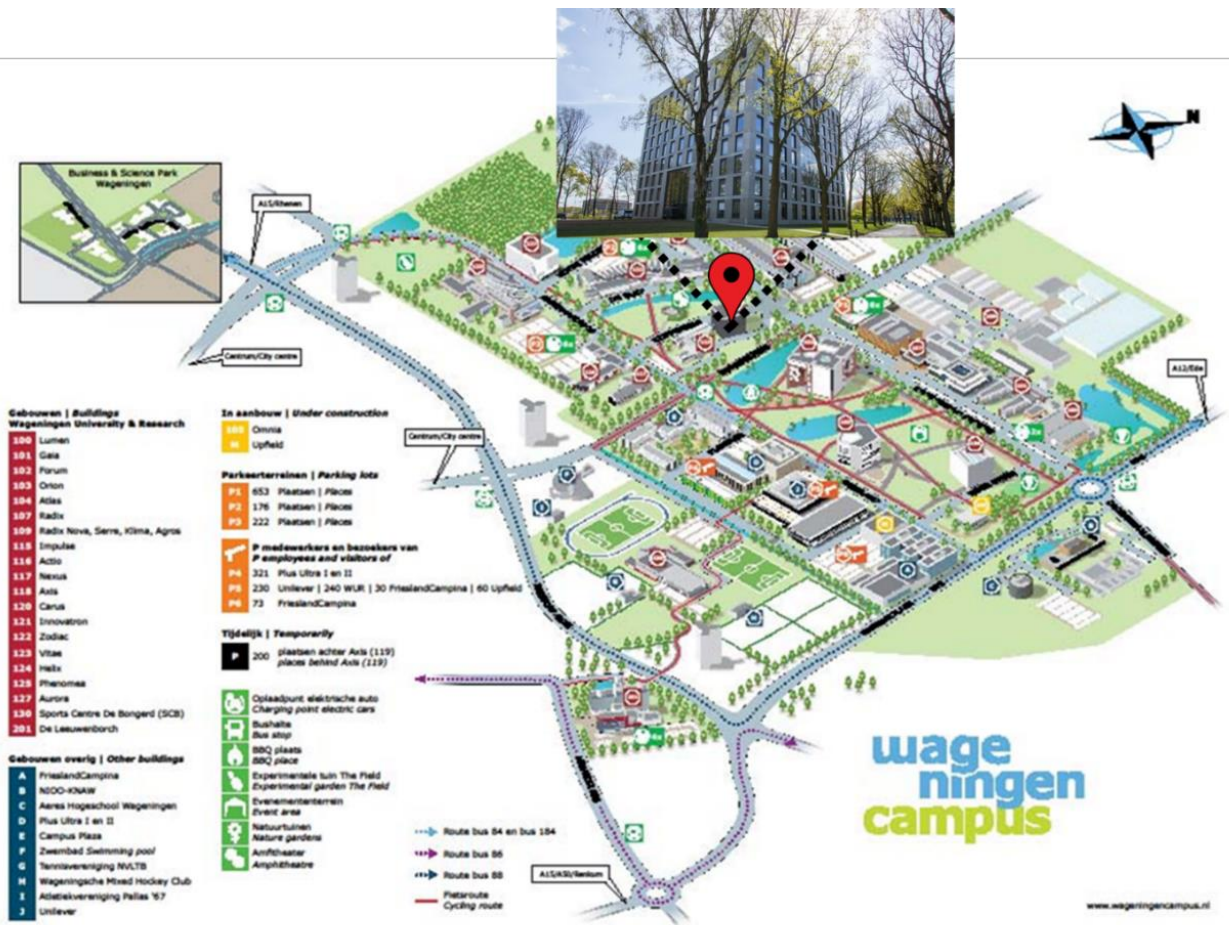 N
Business & Science Park
Wageningen
A15/Rhenen
Centrum/City centre
Centrum/City centre
A12/Ede
Gebouwen | Buildings
Wageningen University & Research
100 Lumen
101 Gaia
102 Forum
103 Orion
104 Atlas
107 Radix
109 Radix Nova, Serre, Klima, Agros
115 Impulse
116 Actio
117 Nexus
118 Axis
120 Carus
121 Innovatron
122 Zodiac
123 Vitae
124 Helix
125 Phenomea
127 Aurora
130 Sports Centre De Bongerd (SCB)
201 De Leeuwenborch
Gebouwen overig | Other buildings
A FrieslandCampina
B NIOO-KNAW
C Aeres Hogeschool Wageningen
D Plus Ultra I en II
E Campus Plaza
F Zwembad Swimming pool
G Tennisvereniging NVLTB
H Wageningsche Mixed Hockey Club
I Atletiekvereniging Pallas '67
J Unilever
In aanbouw | Under construction
105 Omnia
Upfield
Parkeerterreinen | Parking lots
P1 653 Plaatsen | Places
P2 176 Plaatsen | Places
P3 222 Plaatsen | Places
P medewerkers en bezoekers van
P employees and visitors of
P4 321 Plus Ultra I en II
P5 230 Unilever | 240 WUR | 30 FrieslandCampina | 60 Upfield
P6 73 FrieslandCampina
Tijdelijk | Temporarily
P 200 plaatsen achter Axis (119)
places behind Axis (119)
Oplaadpunt elektrische auto
Charging point electric cars
Bushalte
Bus stop
BBQ plaats
BBQ place
Experimentele tuin The Field
Experimental garden The Field
Evenemententerrein
Event area
Natuurtuinen
Nature gardens
Amfitheater
Amphitheatre
Route bus 84 en bus 184
Route bus 86
Route bus 88
Fietsroute
Cycling route
A15/A50/Renkum
wage
ningen
campus
www.wageningencampus.nl